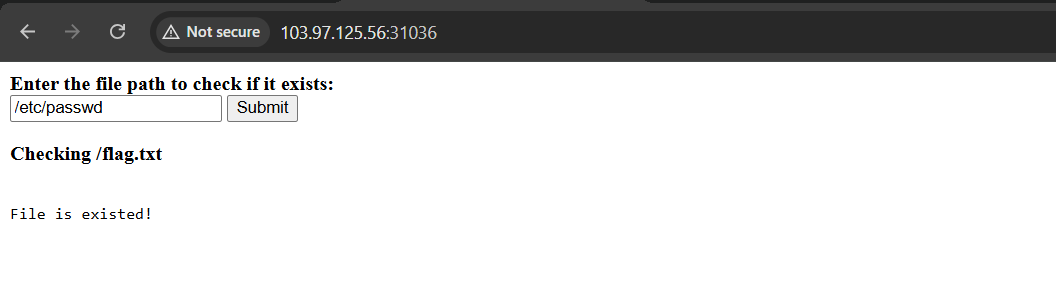 Not secure 103.97.125.56:31036
Enter the file path to check if it exists:
/etc/passwd Submit
Checking /flag.txt
File is existed!